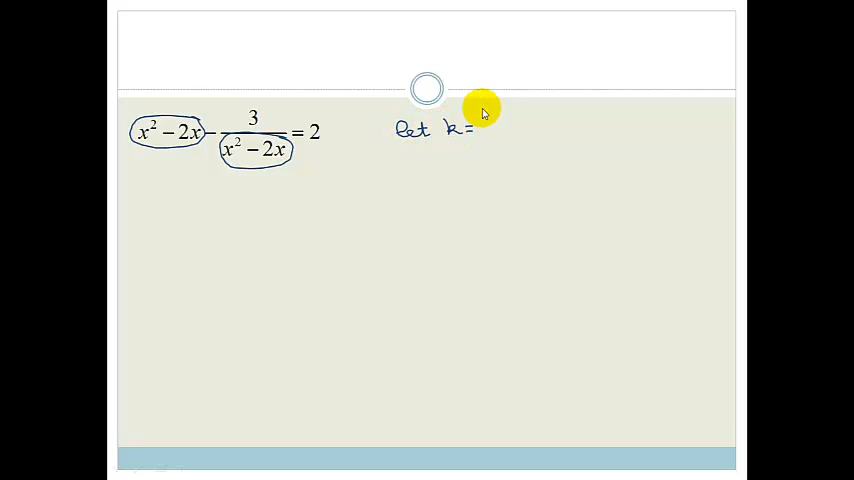 x² − 2x − 3/(x² − 2x) = 2
let k =